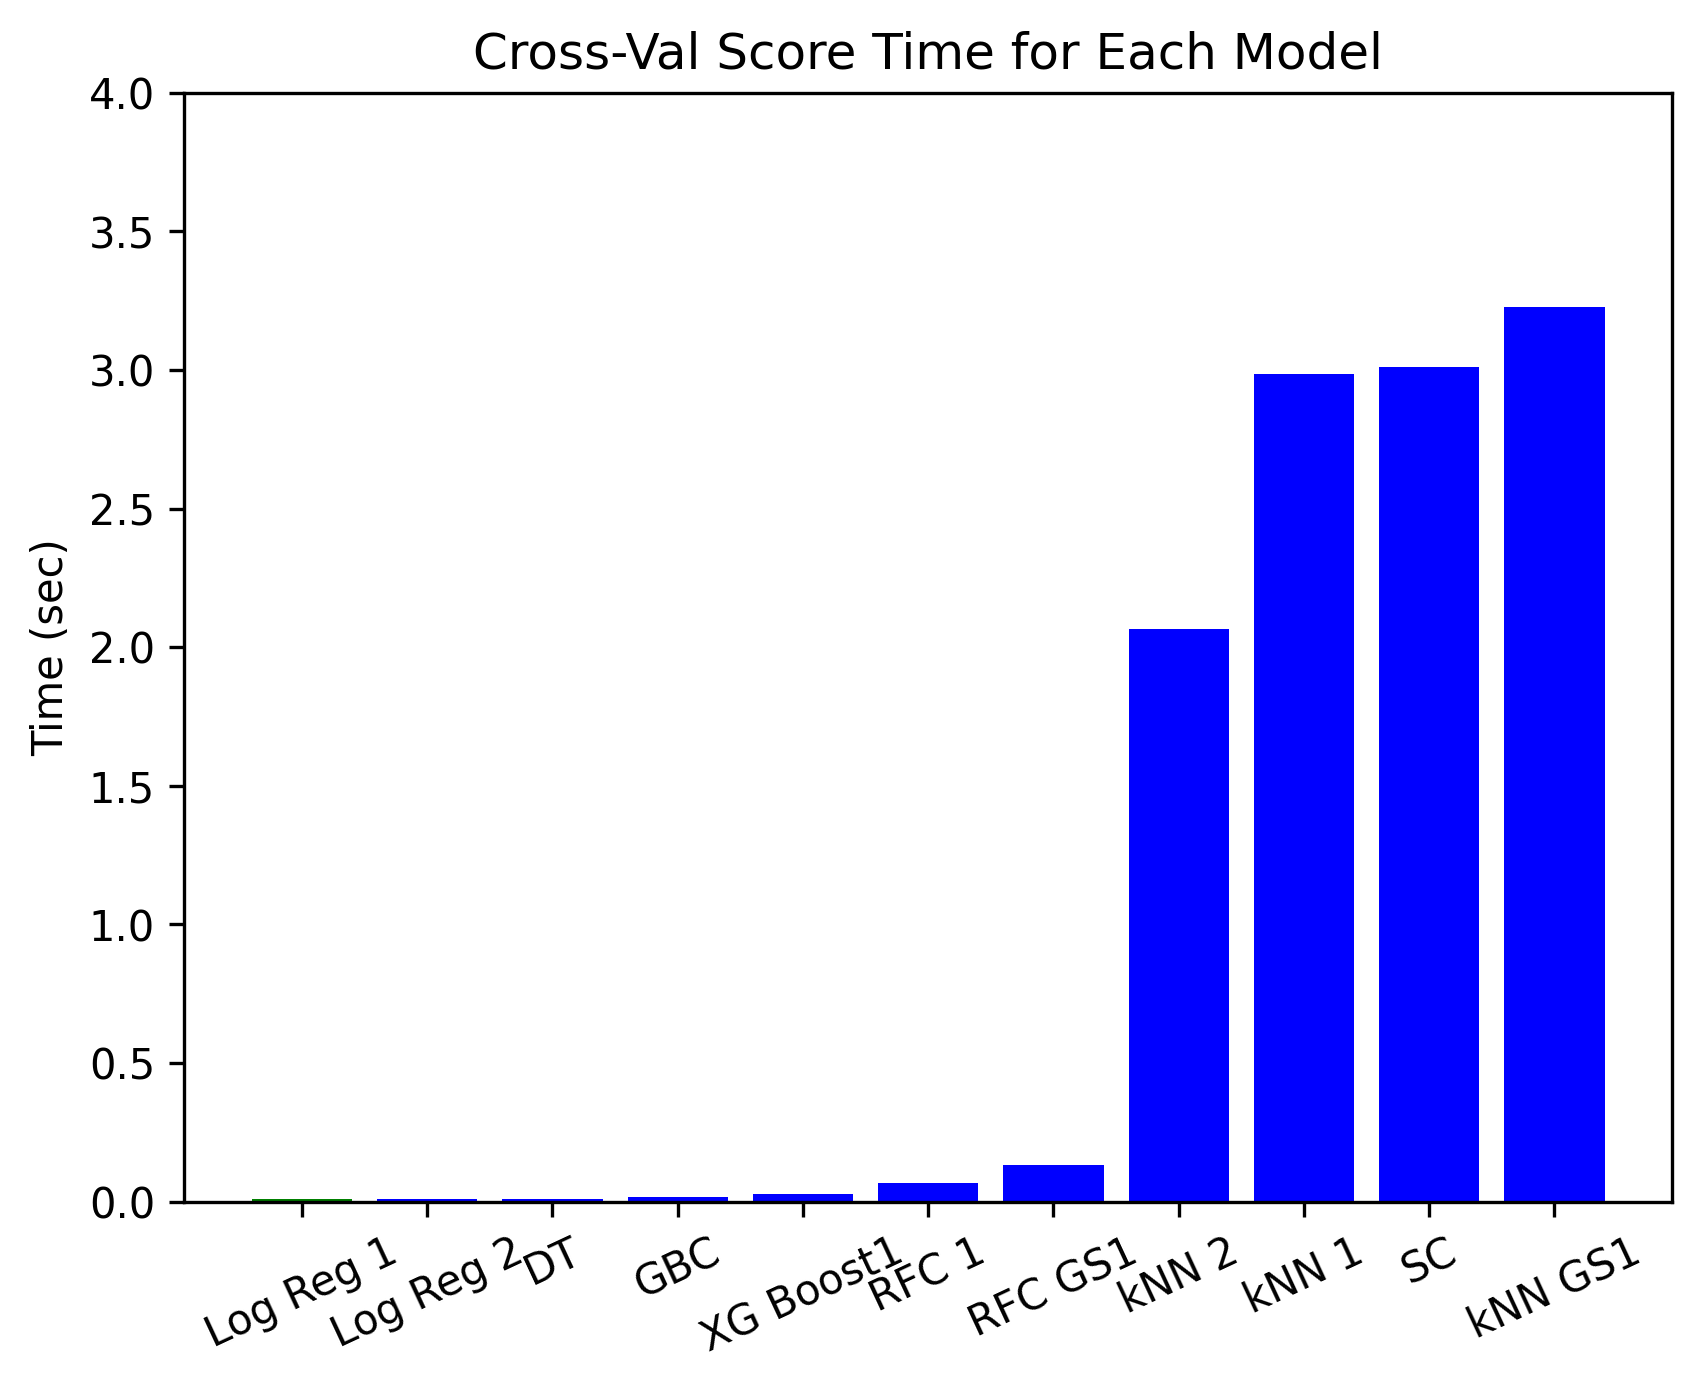 Cross-Val Score Time for Each Model
Time (sec)
4.0
3.5
3.0
2.5
2.0
1.5
1.0
0.5
0.0
Log Reg 1
Log Reg 2
DT
GBC
XG Boost1
RFC 1
RFC GS1
kNN 2
kNN 1
SC
kNN GS1